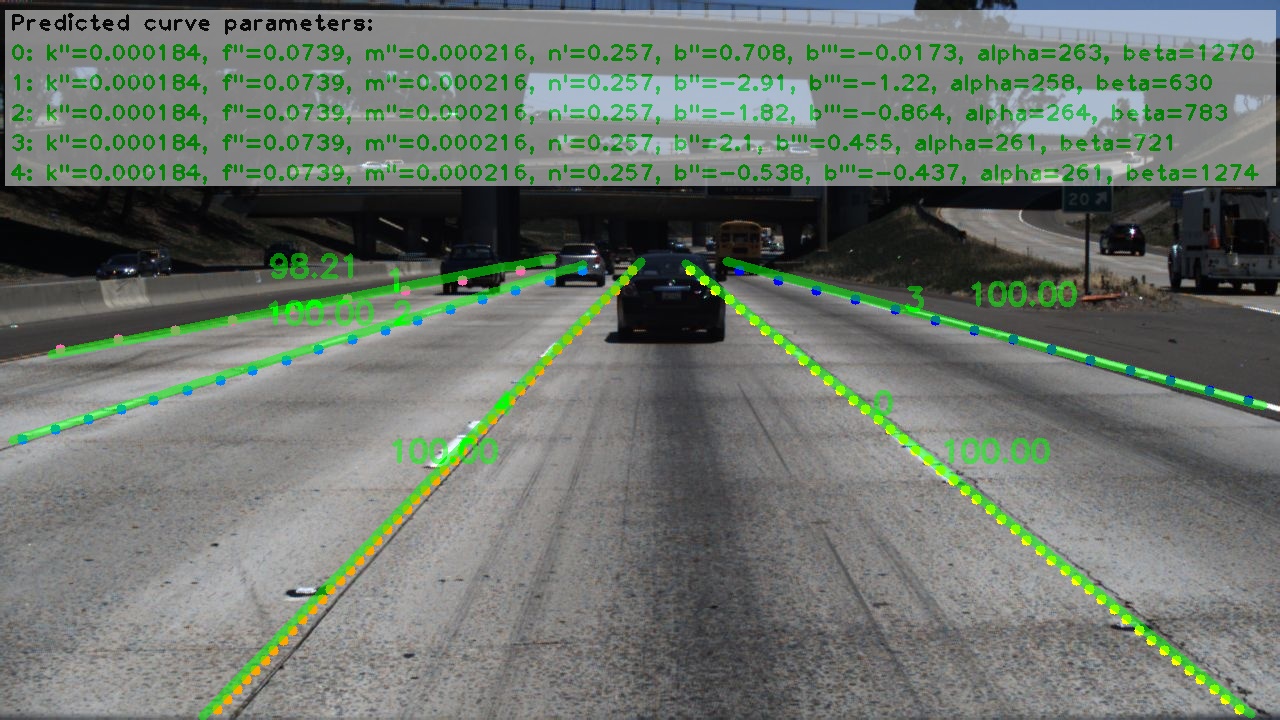 Predicted curve parameters:
0: k''=0.000184, f''=0.0739, m''=0.000216, n'=0.257, b''=0.708, b'''=-0.0173, alpha=263, beta=1270
1: k''=0.000184, f''=0.0739, m''=0.000216, n'=0.257, b''=-2.91, b'''=-1.22, alpha=258, beta=630
2: k''=0.000184, f''=0.0739, m''=0.000216, n'=0.257, b''=-1.82, b'''=-0.864, alpha=264, beta=783
3: k''=0.000184, f''=0.0739, m''=0.000216, n'=0.257, b''=2.1, b'''=0.455, alpha=261, beta=721
4: k''=0.000184, f''=0.0739, m''=0.000216, n'=0.257, b''=-0.538, b'''=-0.437, alpha=261, beta=1274
20
98.21 1
100.00 2
3 100.00
0
100.00 100.00